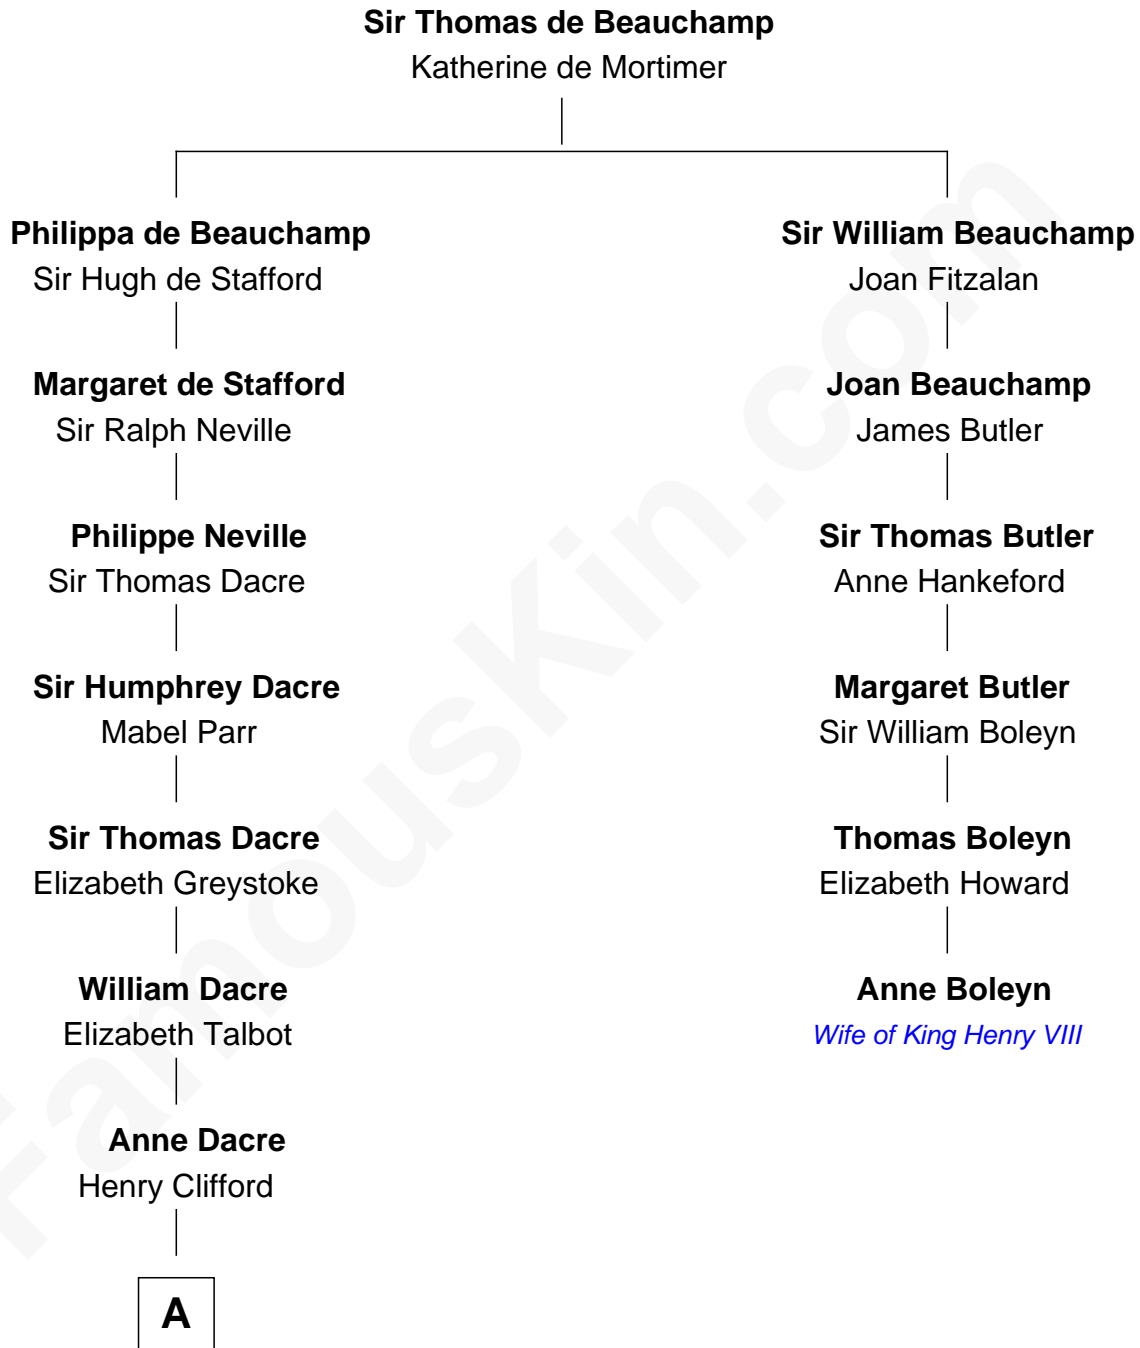 Sir Thomas de Beauchamp
Katherine de Mortimer
Philippa de Beauchamp
Sir Hugh de Stafford
Margaret de Stafford
Sir Ralph Neville
Philippe Neville
Sir Thomas Dacre
Sir Humphrey Dacre
Mabel Parr
Sir Thomas Dacre
Elizabeth Greystoke
William Dacre
Elizabeth Talbot
Anne Dacre
Henry Clifford
A
Sir William Beauchamp
Joan Fitzalan
Joan Beauchamp
James Butler
Sir Thomas Butler
Anne Hankeford
Margaret Butler
Sir William Boleyn
Thomas Boleyn
Elizabeth Howard
Anne Boleyn
Wife of King Henry VIII
FamousKin.com